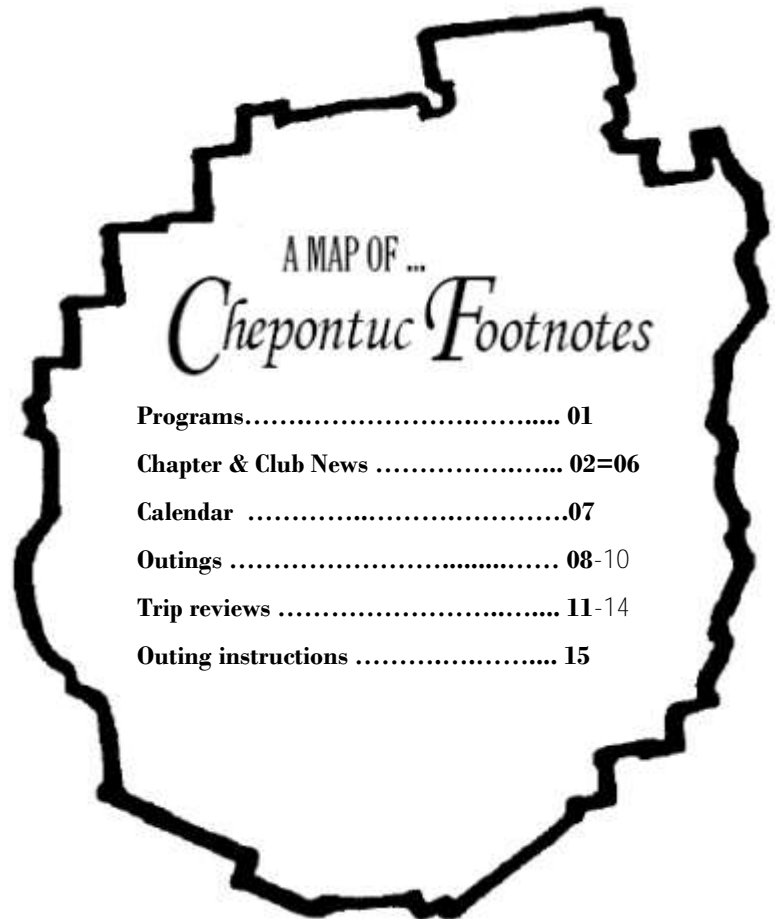 A MAP OF ...
Chepontuc Footnotes
Programs…….……………….……..... 01
Chapter & Club News ………….…... 02=06
Calendar …………..……….………….07
Outings …………………….........…… 08-10
Trip reviews …………………..….... 11-14
Outing instructions ……….….…….... 15